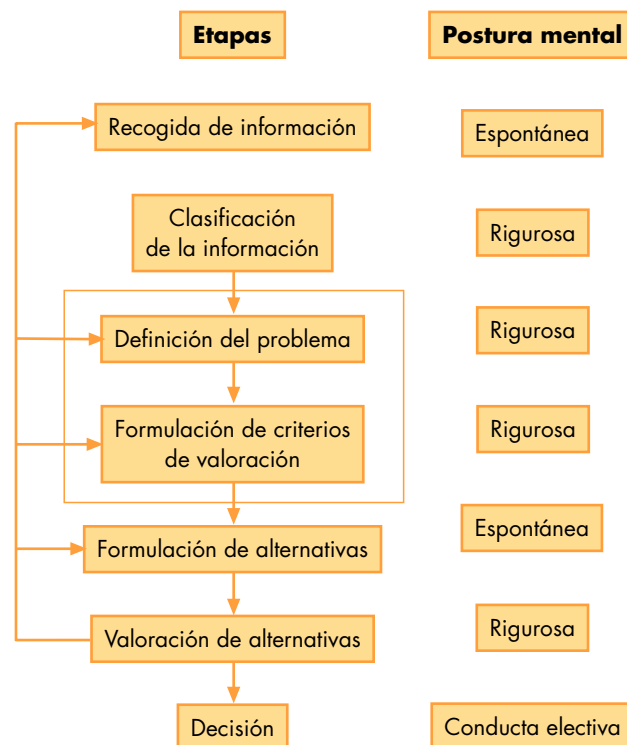 Etapas
Postura mental
Recogida de información
Espontánea
Clasificación
de la información
Rigurosa
Definición del problema
Rigurosa
Formulación de criterios
de valoración
Rigurosa
Formulación de alternativas
Espontánea
Valoración de alternativas
Rigurosa
Decisión
Conducta electiva